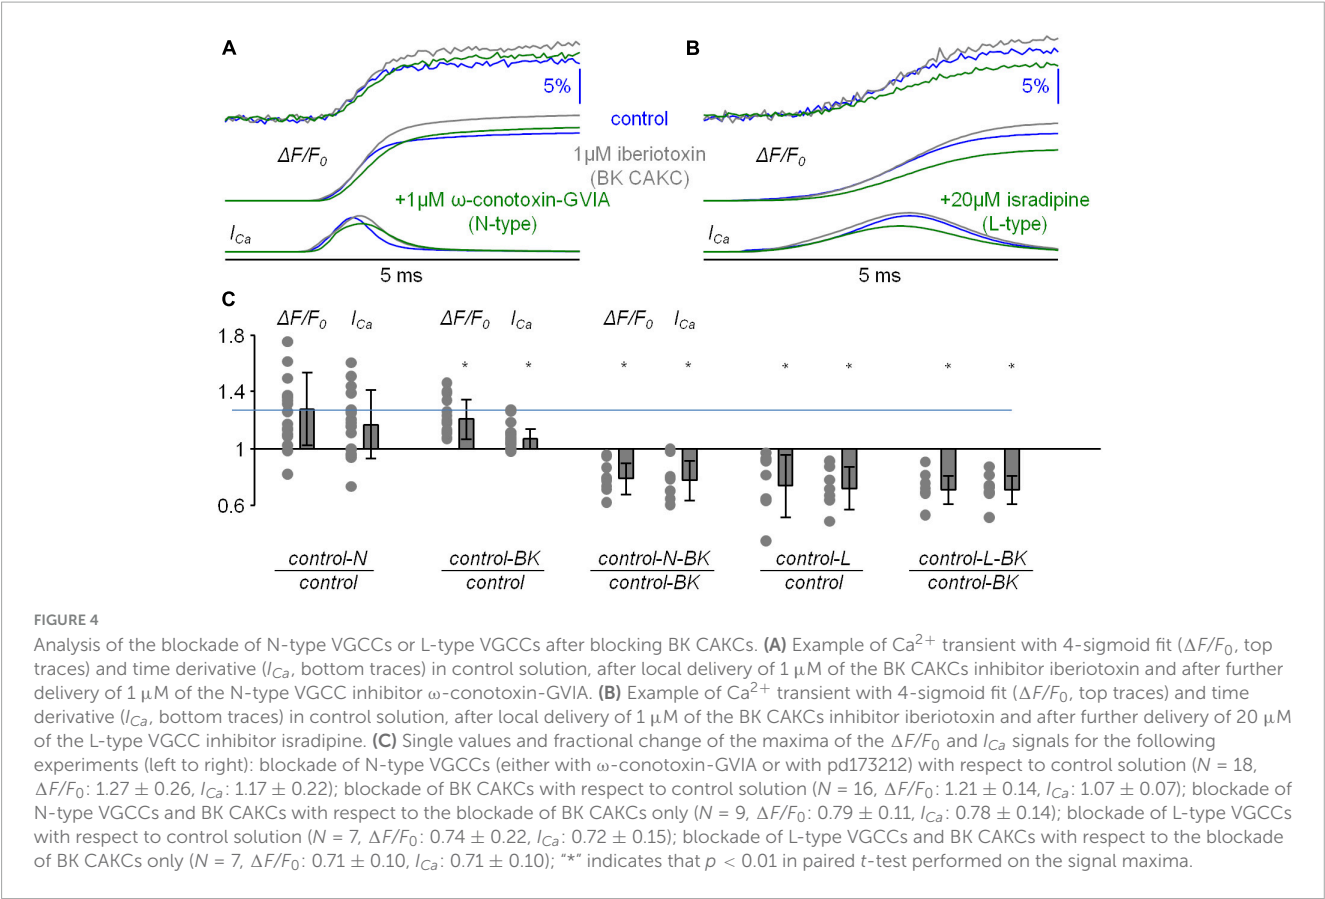 A
B
5%
5%
control
ΔF/F0
1µM iberiotoxin
(BK CAKC)
ΔF/F0
+1µM ω-conotoxin-GVIA
(N-type)
+20µM isradipine
(L-type)
ICa
ICa
5 ms
5 ms
C
ΔF/F0 ICa ΔF/F0 ICa ΔF/F0 ICa
1.8
* * * * * * * *
1.4
1
0.6
control-N control-BK control-N-BK control-L control-L-BK
control control control-BK control control-BK
FIGURE 4
Analysis of the blockade of N-type VGCCs or L-type VGCCs after blocking BK CAKCs. (A) Example of Ca2+ transient with 4-sigmoid fit (ΔF/F0, top
traces) and time derivative (ICa, bottom traces) in control solution, after local delivery of 1 µM of the BK CAKCs inhibitor iberiotoxin and after further
delivery of 1 µM of the N-type VGCC inhibitor ω-conotoxin-GVIA. (B) Example of Ca2+ transient with 4-sigmoid fit (ΔF/F0, top traces) and time
derivative (ICa, bottom traces) in control solution, after local delivery of 1 µM of the BK CAKCs inhibitor iberiotoxin and after further delivery of 20 µM
of the L-type VGCC inhibitor isradipine. (C) Single values and fractional change of the maxima of the ΔF/F0 and ICa signals for the following
experiments (left to right): blockade of N-type VGCCs (either with ω-conotoxin-GVIA or with pd173212) with respect to control solution (N = 18,
ΔF/F0: 1.27 ± 0.26, ICa: 1.17 ± 0.22); blockade of BK CAKCs with respect to control solution (N = 16, ΔF/F0: 1.21 ± 0.14, ICa: 1.07 ± 0.07); blockade of
N-type VGCCs and BK CAKCs with respect to the blockade of BK CAKCs only (N = 9, ΔF/F0: 0.79 ± 0.11, ICa: 0.78 ± 0.14); blockade of L-type VGCCs
with respect to control solution (N = 7, ΔF/F0: 0.74 ± 0.22, ICa: 0.72 ± 0.15); blockade of L-type VGCCs and BK CAKCs with respect to the blockade
of BK CAKCs only (N = 7, ΔF/F0: 0.71 ± 0.10, ICa: 0.71 ± 0.10); "*" indicates that p < 0.01 in paired t-test performed on the signal maxima.